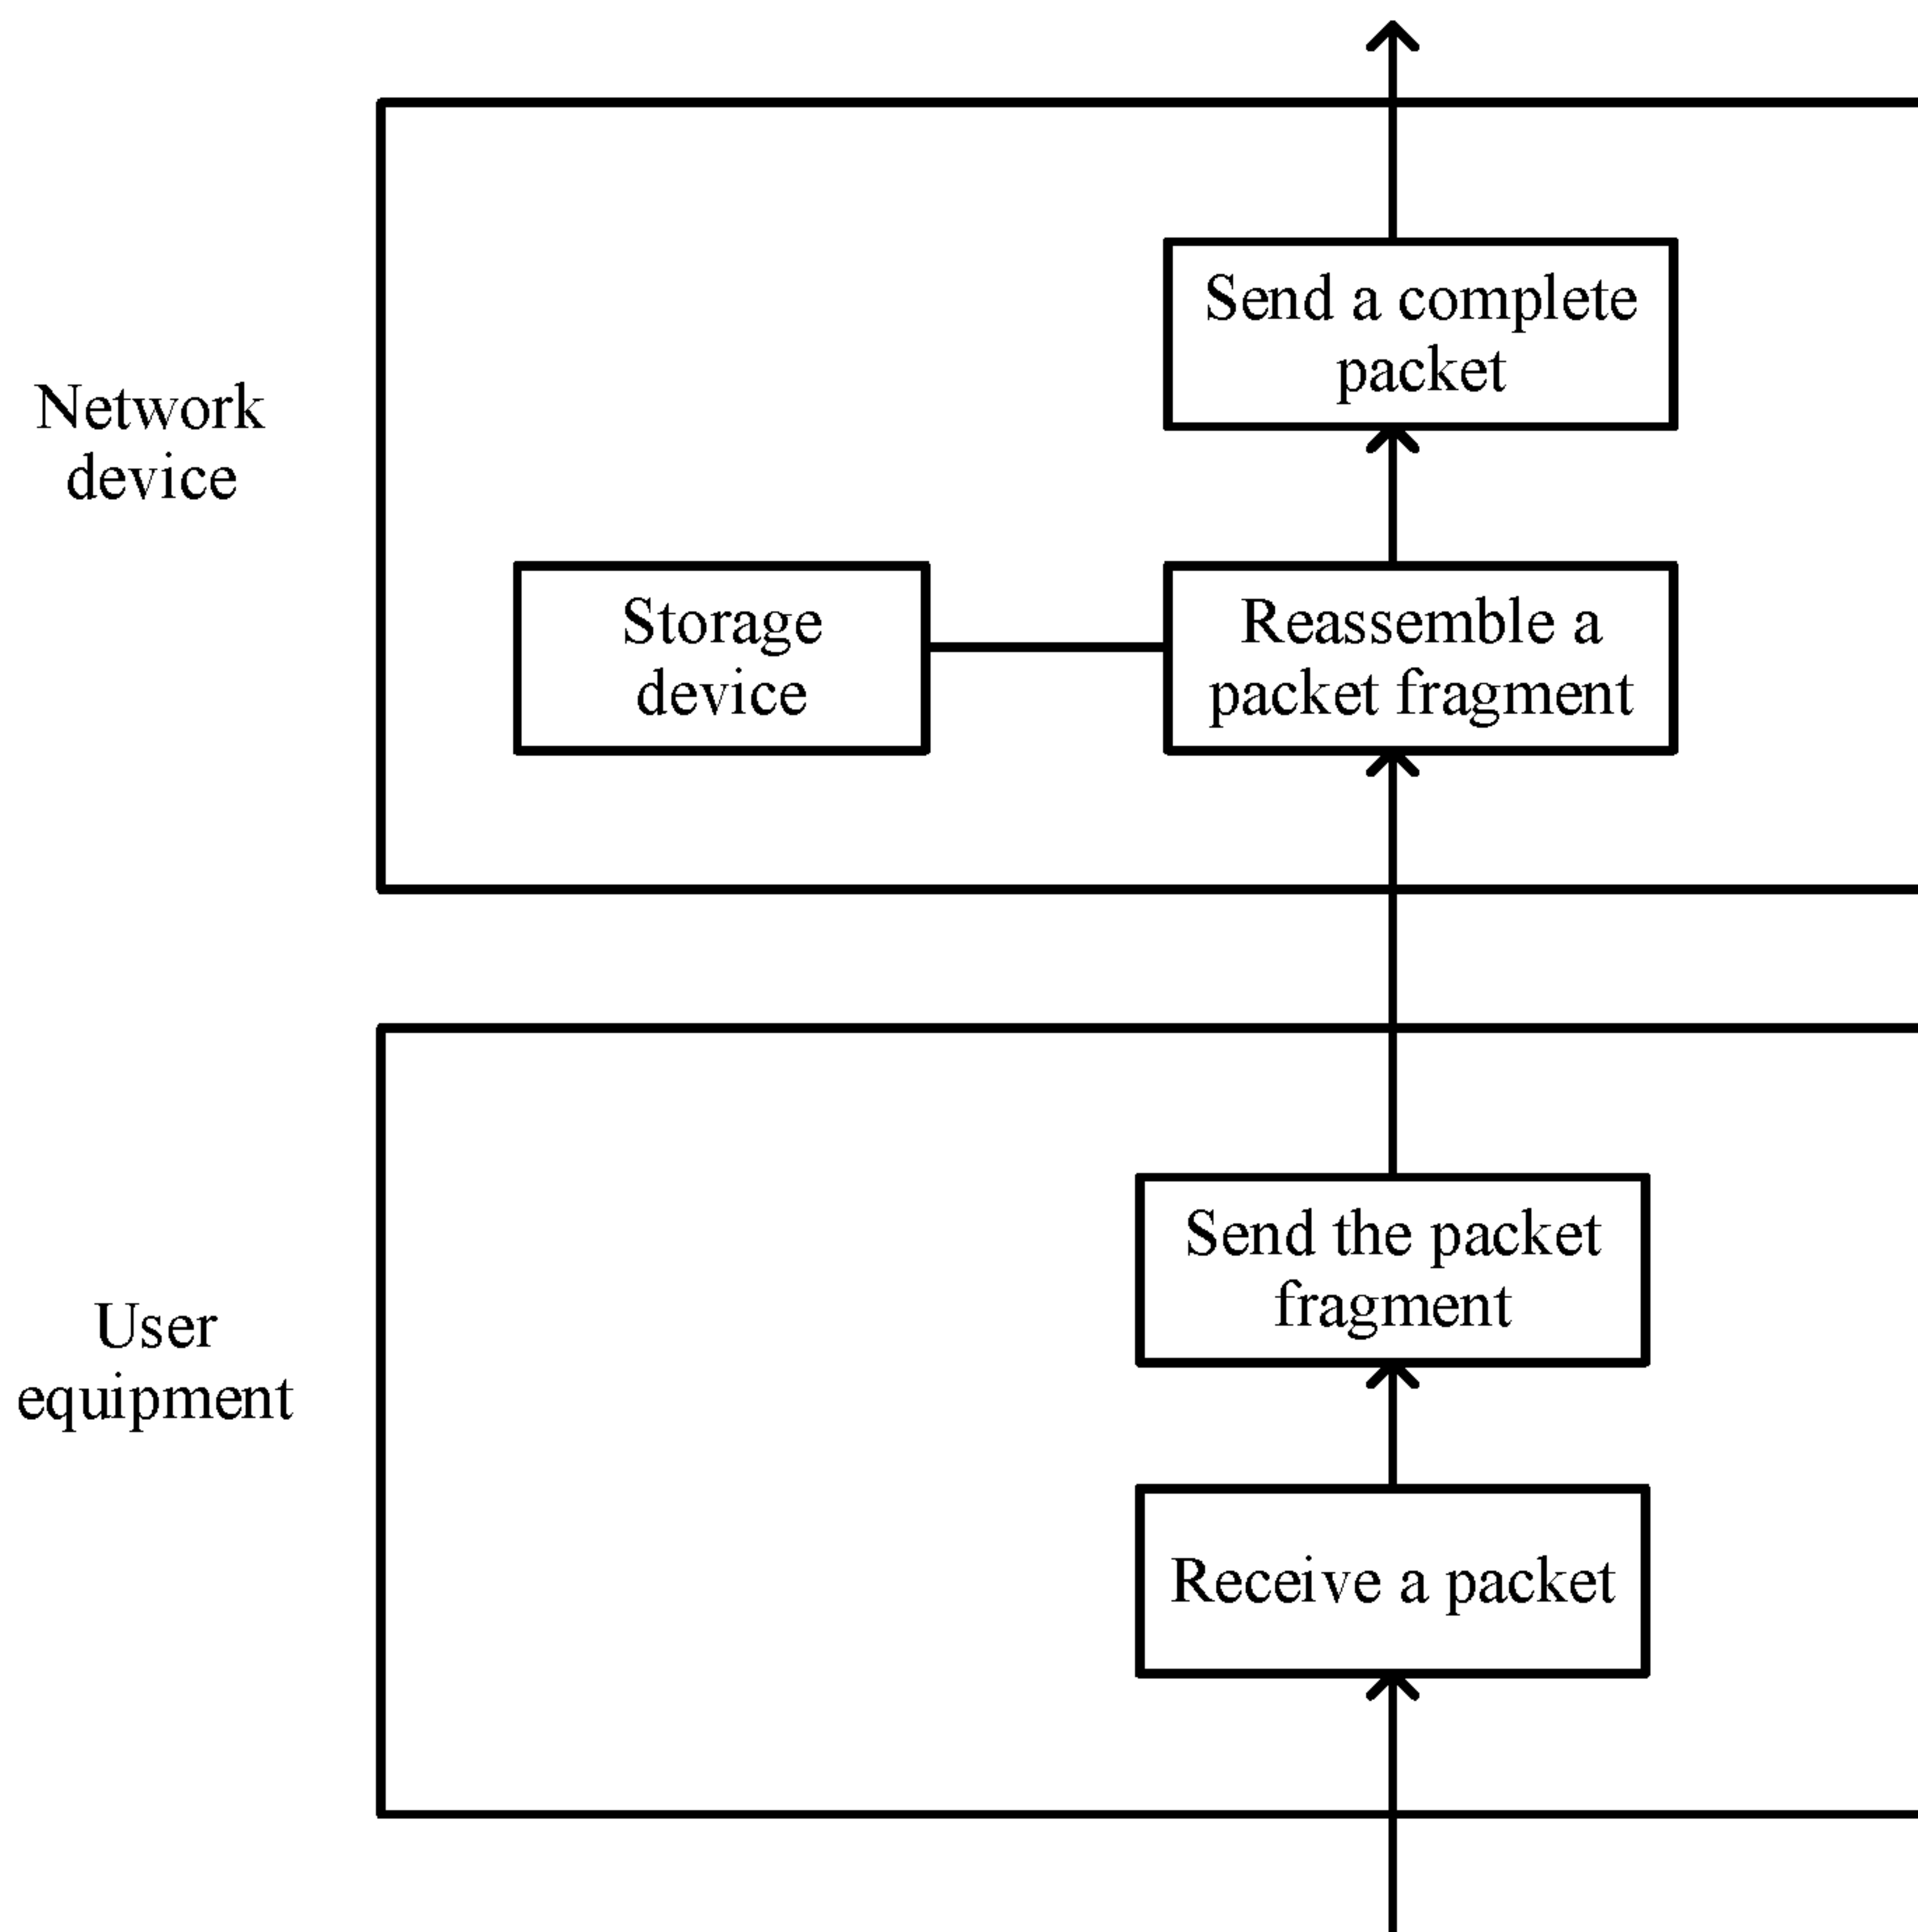 Send a complete
packet
Network
device
Storage
device
Reassemble a
packet fragment
Send the packet
fragment
User
equipment
Receive a packet